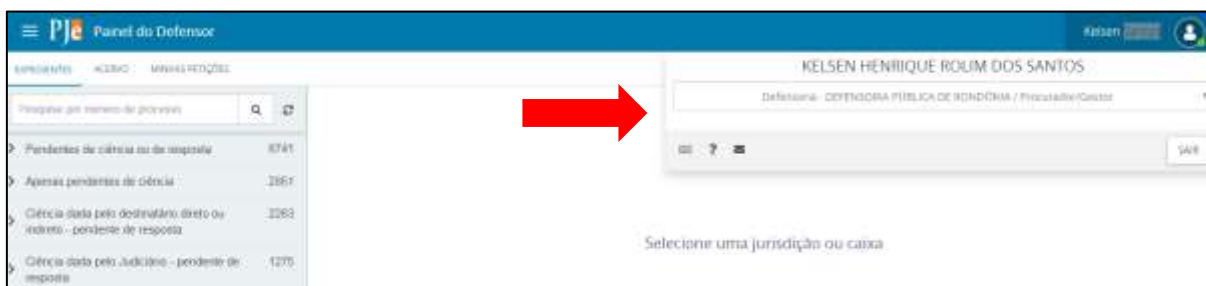 PJe Painel do Defensor
Kelsen
EXPEDIENTES ACERVO MINHAS PETIÇÕES
KELSEN HENRIQUE ROLIM DOS SANTOS
Defensoria - DEFENSORIA PÚBLICA DE RONDÔNIA / Procurador/Gestor
Pesquisar por número do processo
Pendentes de ciência ou de resposta
? SAIR
Apenas pendentes de ciência
Ciência dada pelo destinatário direto ou 2263
indireto - pendente de resposta
Selecione uma jurisdição ou caixa
Ciência dada pelo Judiciário - pendente de 1275
resposta